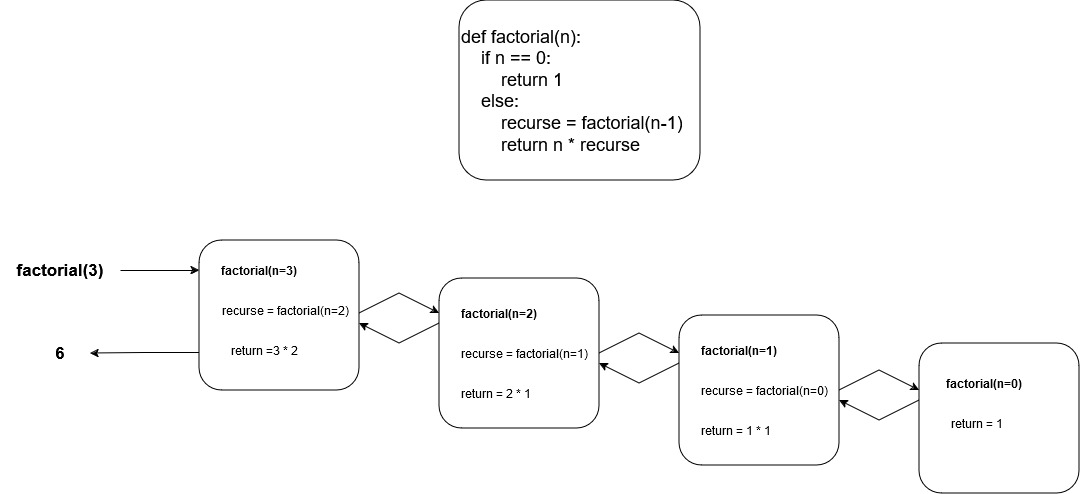 def factorial(n):
if n == 0:
return 1
else:
recurse = factorial(n-1)
return n * recurse
factorial(3)
6
factorial(n=3)
recurse = factorial(n=2)
return =3 * 2
factorial(n=2)
recurse = factorial(n=1)
return = 2 * 1
factorial(n=1)
recurse = factorial(n=0)
return = 1 * 1
factorial(n=0)
return = 1